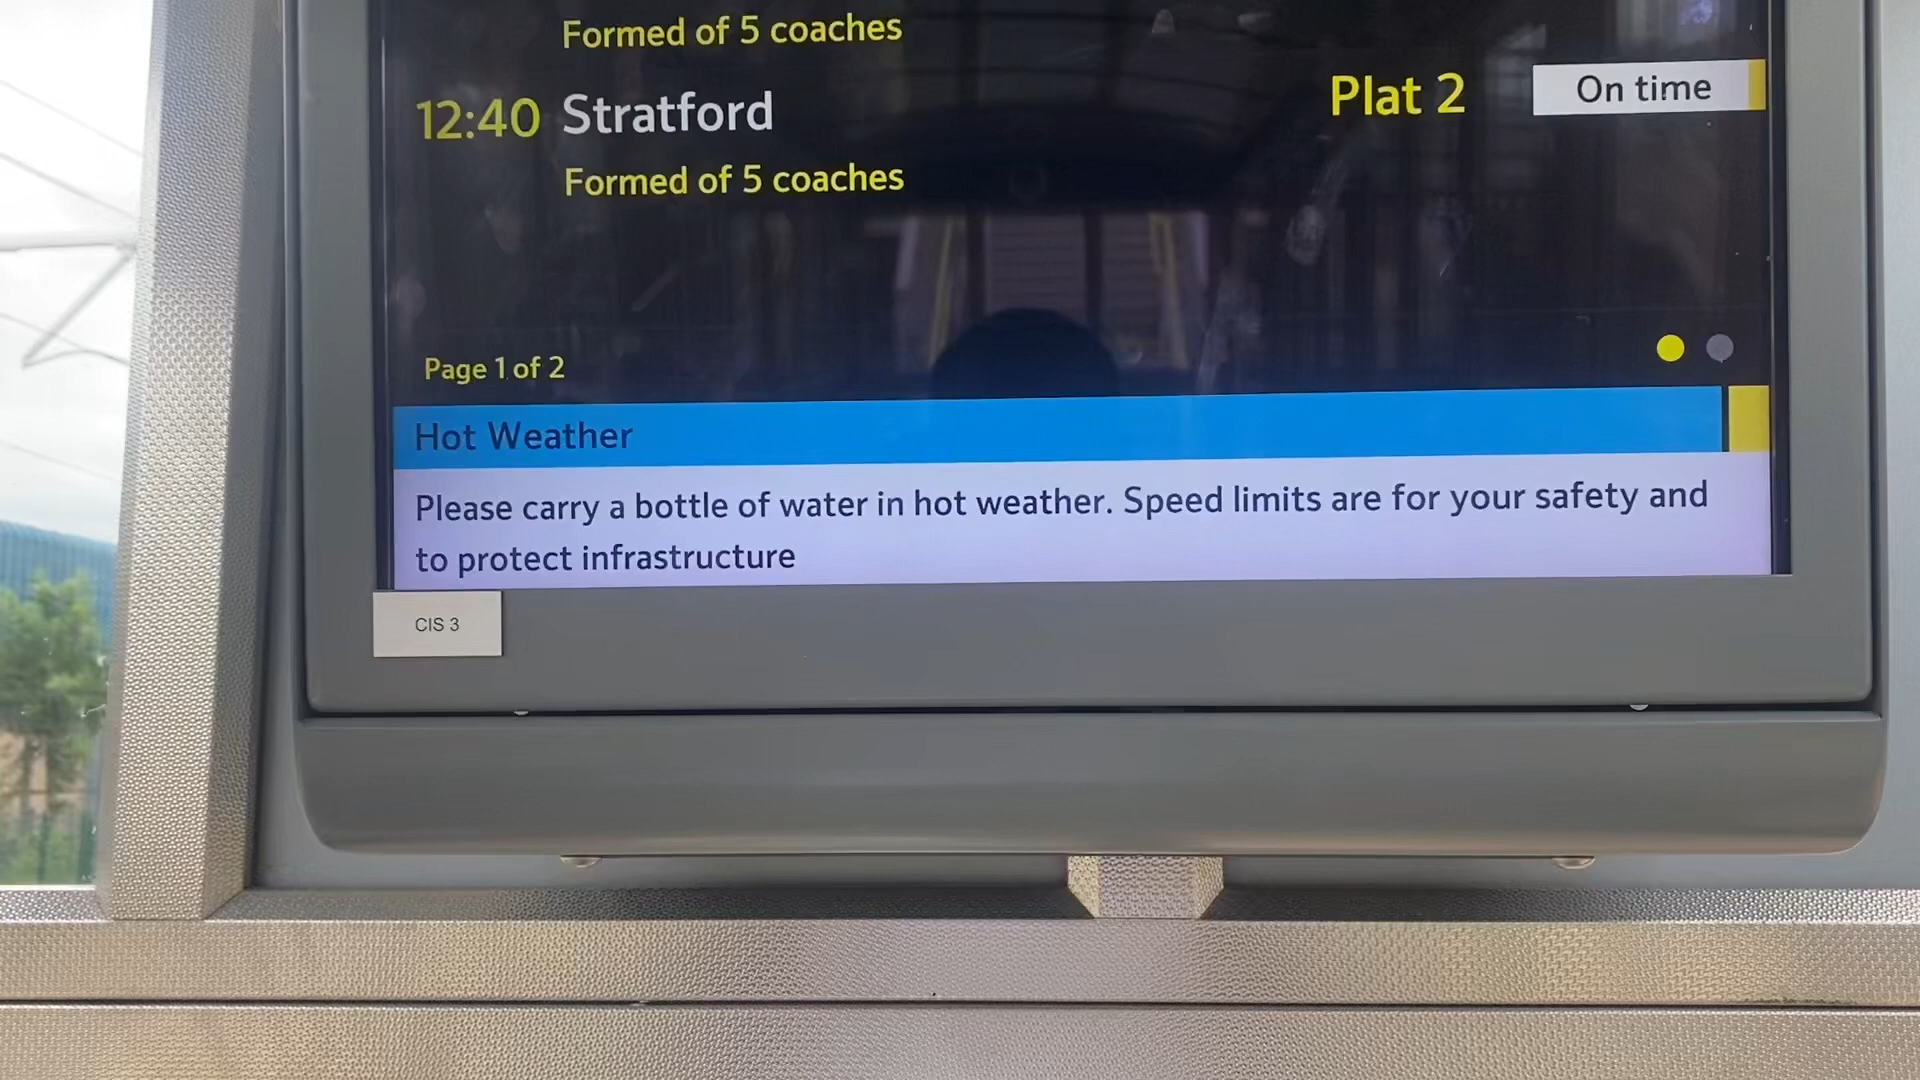 Formed of 5 coaches
12:40 Stratford Plat 2 On time
Formed of 5 coaches
Page 1 of 2
Hot Weather
Please carry a bottle of water in hot weather. Speed limits are for your safety and
to protect infrastructure
CIS 3